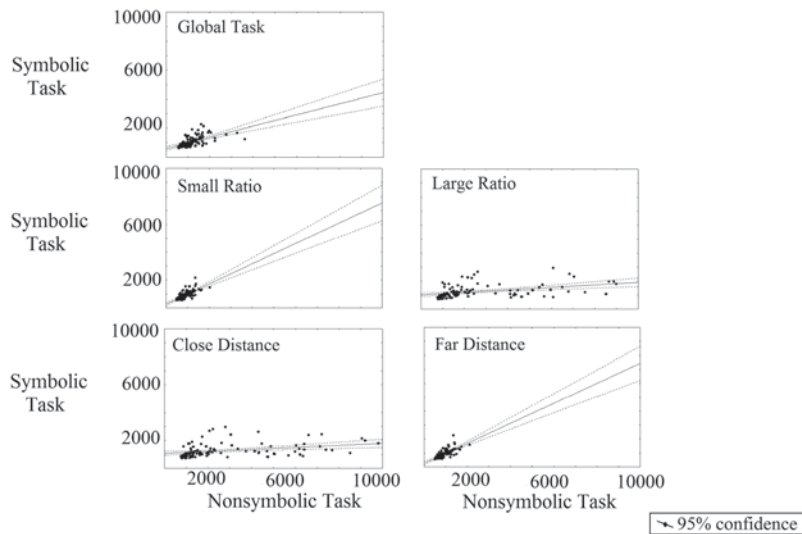 10000
Global Task
Symbolic
Task
6000
2000
10000
Small Ratio
Large Ratio
Symbolic
Task
6000
2000
10000
Close Distance
Far Distance
Symbolic
Task
6000
2000
2000 6000 10000
2000 6000 10000
Nonsymbolic Task
Nonsymbolic Task
95% confidence